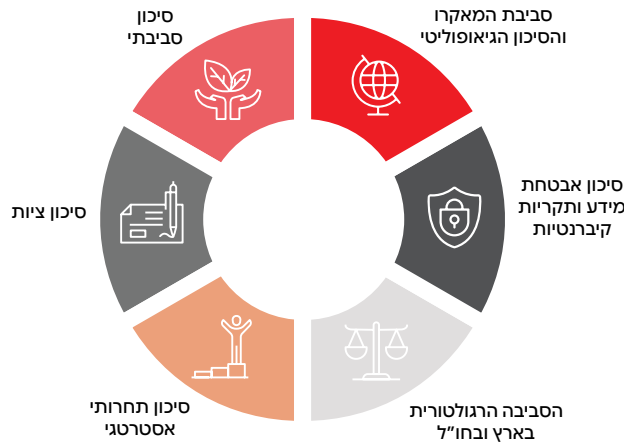 סביבת המאקרו
והסיכון הגיאופוליטי
סיכון אבטחת
מידע ותקריות
קיברנטיות
הסביבה הרגולטורית
בארץ ובחו"ל
סיכון תחרותי
אסטרטגי
סיכון ציות
סיכון
סביבתי